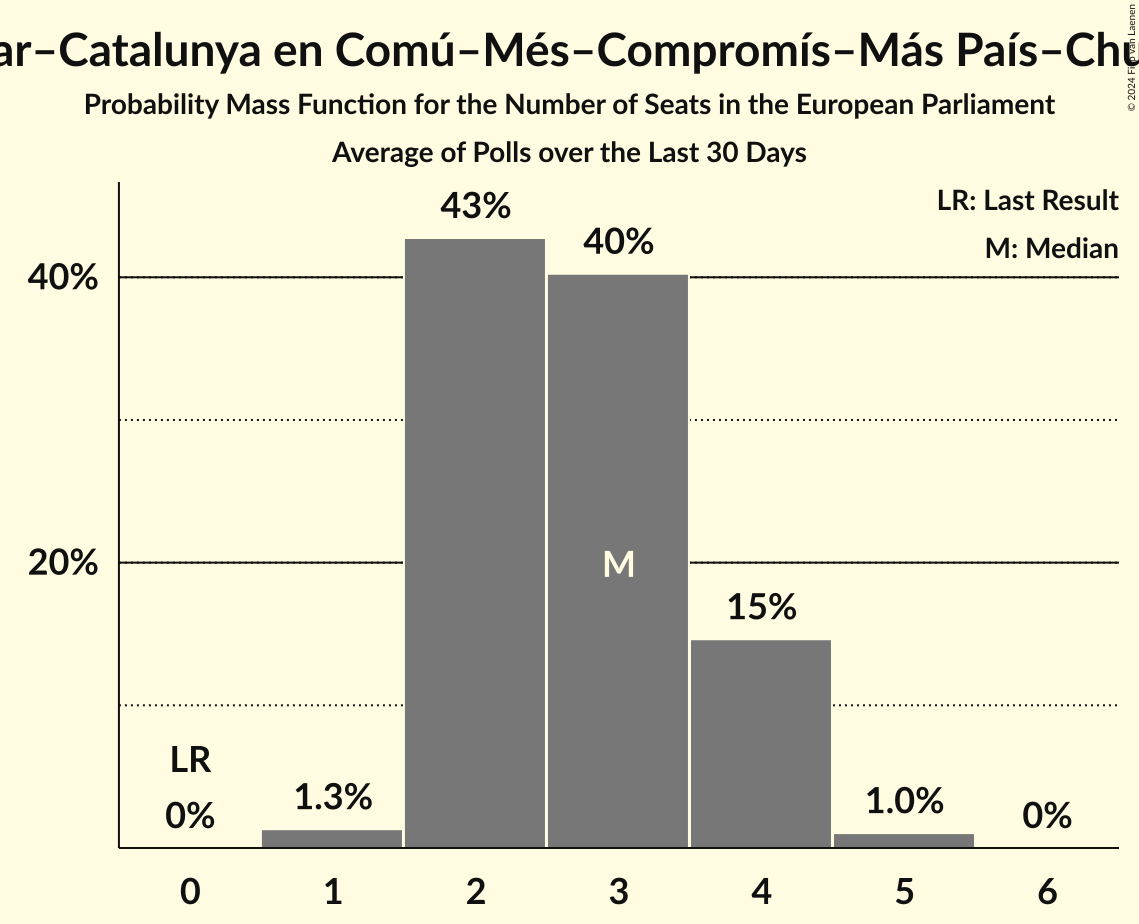 ar–Catalunya en Comú–Més–Compromís–Más País–Chu
© 2024 Filip van Laenen
Probability Mass Function for the Number of Seats in the European Parliament
Average of Polls over the Last 30 Days
LR: Last Result
M: Median
43%
40%
40%
20%
M
15%
LR
0%
1.3%
1.0%
0%
0 1 2 3 4 5 6